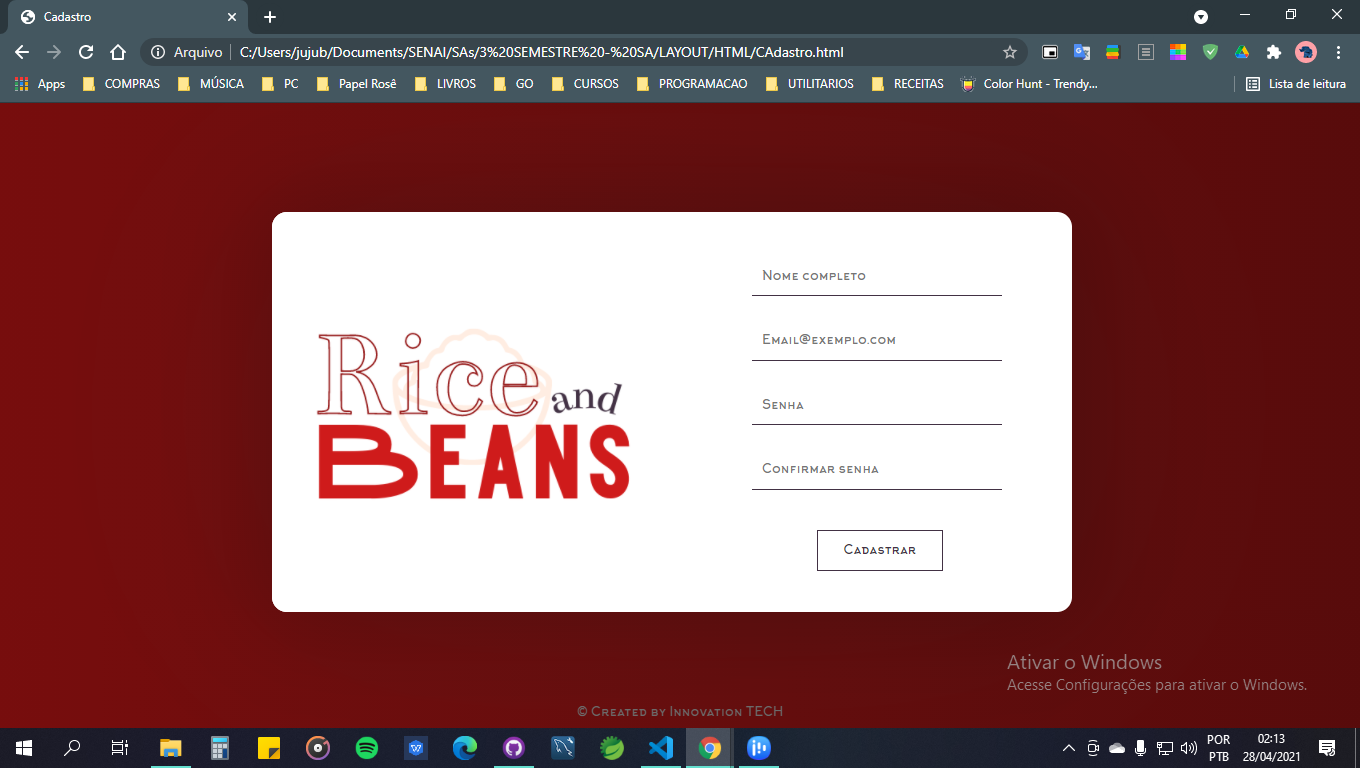 Cadastro
Arquivo C:/Users/jujub/Documents/SENAI/SAs/3%20SEMESTRE%20-%20SA/LAYOUT/HTML/CAdastro.html
Apps COMPRAS MÚSICA PC Papel Rosê LIVROS GO CURSOS PROGRAMACAO UTILITARIOS RECEITAS Color Hunt - Trendy... Lista de leitura
Rice and
BEANS
Nome completo
Email@exemplo.com
Senha
Confirmar senha
Cadastrar
Ativar o Windows
Acesse Configurações para ativar o Windows.
© Created by Innovation TECH
POR 02:13
PTB 28/04/2021